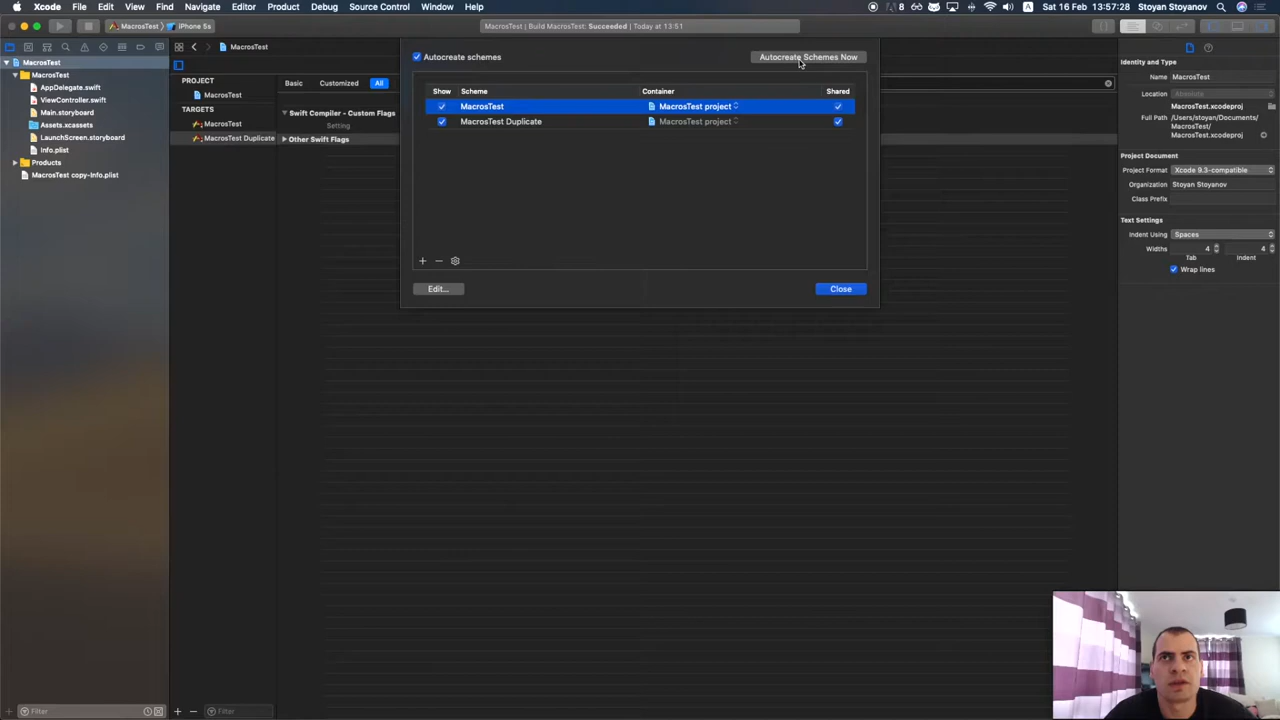 Xcode File Edit View Find Navigate Editor Product Debug Source Control Window Help
8 Sat 16 Feb 13:57:28 Stoyan Stoyanov
MacrosTest iPhone 5s
MacrosTest | Build MacrosTest: Succeeded | Today at 13:51
MacrosTest
MacrosTest
MacrosTest
AppDelegate.swift
ViewController.swift
Main.storyboard
Assets.xcassets
LaunchScreen.storyboard
Info.plist
Products
MacrosTest copy-Info.plist
Filter
PROJECT
MacrosTest
TARGETS
MacrosTest
MacrosTest Duplicate
Filter
Basic Customized All
Swift Compiler - Custom Flags
Setting
Other Swift Flags
Autocreate schemes Autocreate Schemes Now
Show Scheme Container Shared
MacrosTest MacrosTest project
MacrosTest Duplicate MacrosTest project
Edit... Close
Identity and Type
Name MacrosTest
Location Absolute
MacrosTest.xcodeproj
Full Path /Users/stoyan/Documents/
MacrosTest/
MacrosTest.xcodeproj
Project Document
Project Format Xcode 9.3-compatible
Organization Stoyan Stoyanov
Class Prefix
Text Settings
Indent Using Spaces
Widths 4 4
Tab Indent
Wrap lines